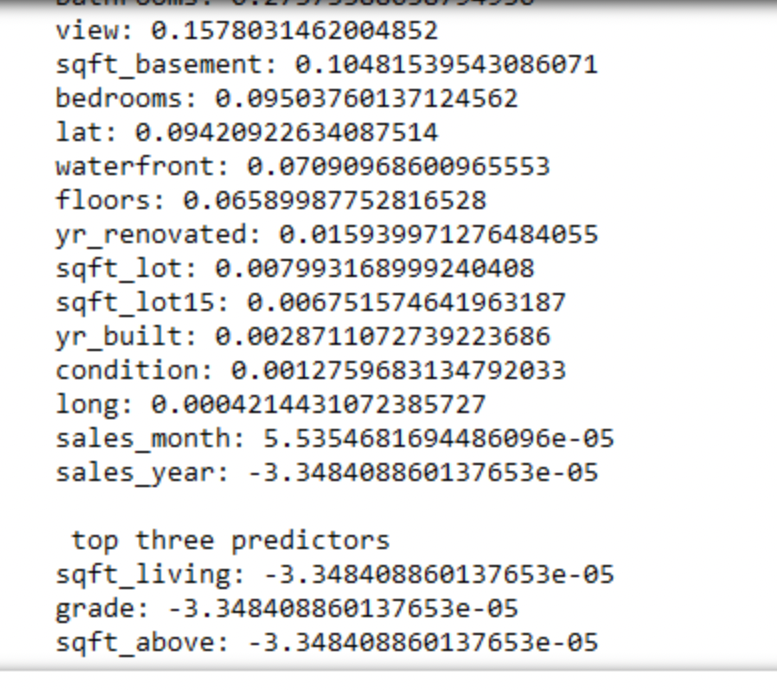 view: 0.1578031462004852
sqft_basement: 0.10481539543086071
bedrooms: 0.09503760137124562
lat: 0.09420922634087514
waterfront: 0.07090968600965553
floors: 0.06589987752816528
yr_renovated: 0.015939971276484055
sqft_lot: 0.007993168999240408
sqft_lot15: 0.006751574641963187
yr_built: 0.0028711072739223686
condition: 0.0012759683134792033
long: 0.0004214431072385727
sales_month: 5.5354681694486096e-05
sales_year: -3.348408860137653e-05
top three predictors
sqft_living: -3.348408860137653e-05
grade: -3.348408860137653e-05
sqft_above: -3.348408860137653e-05